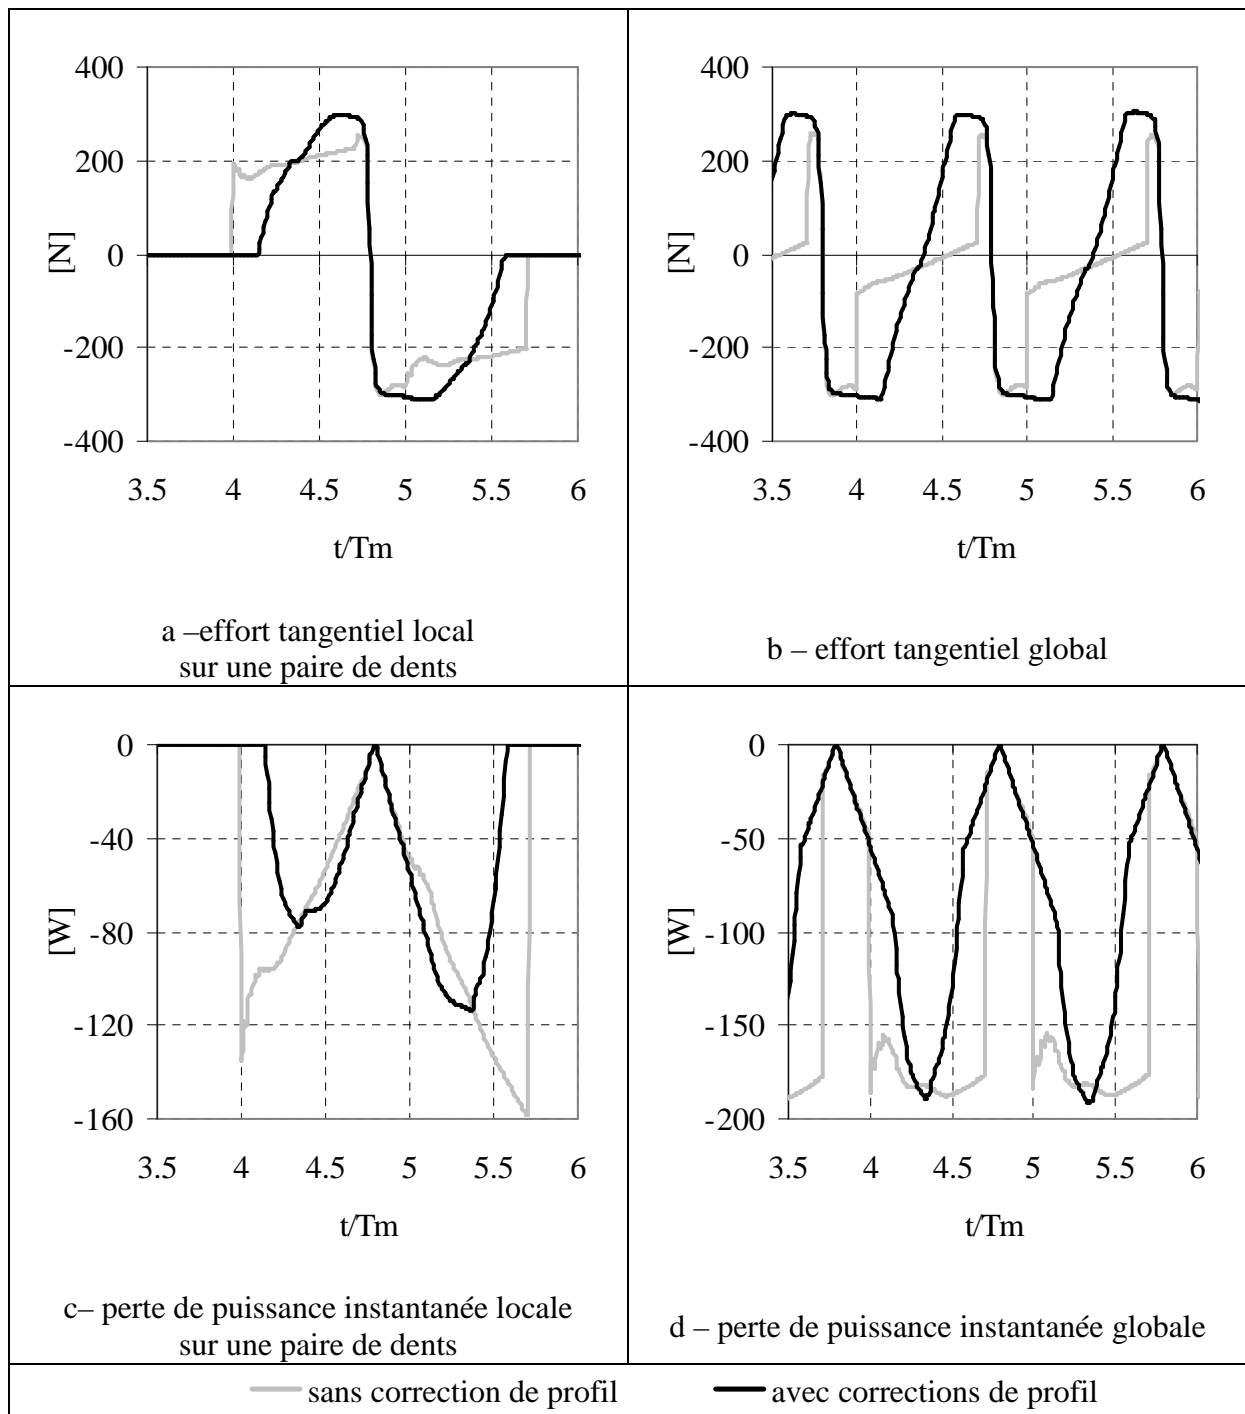 400
200
0
-200
-400
[N]
3.5 4 4.5 5 5.5 6
t/Tm
a –effort tangentiel local
sur une paire de dents
400
200
0
-200
-400
[N]
3.5 4 4.5 5 5.5 6
t/Tm
b – effort tangentiel global
0
-40
-80
-120
-160
[W]
3.5 4 4.5 5 5.5 6
t/Tm
c– perte de puissance instantanée locale
sur une paire de dents
0
-50
-100
-150
-200
[W]
3.5 4 4.5 5 5.5 6
t/Tm
d – perte de puissance instantanée globale
sans correction de profil
avec corrections de profil